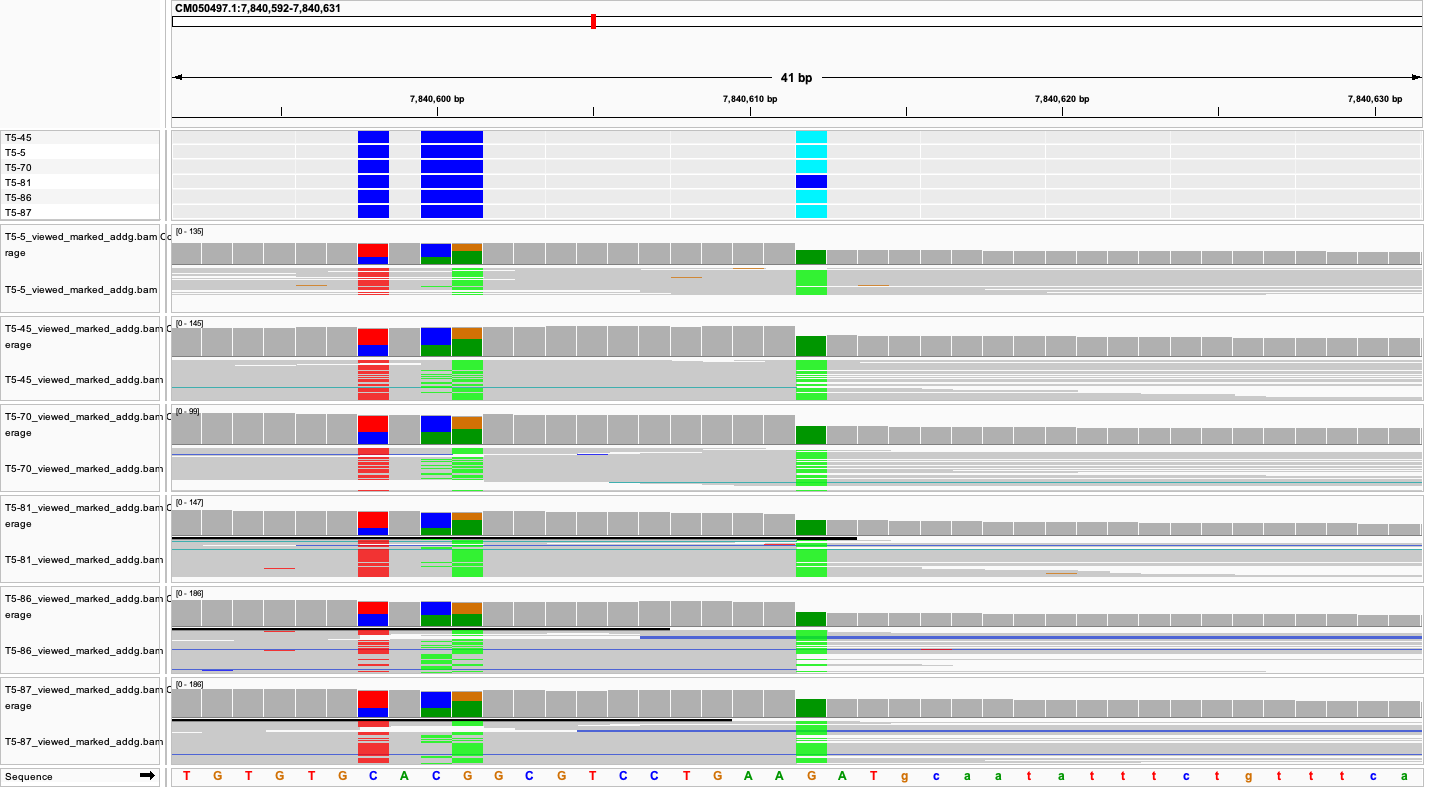 CM050497.1:7,840,592-7,840,631
41 bp
7,840,600 bp 7,840,610 bp 7,840,620 bp 7,840,630 bp
T5-45
T5-5
T5-70
T5-81
T5-86
T5-87
T5-5_viewed_marked_addg.bam Co
rage
[0 - 135]
T5-5_viewed_marked_addg.bam
T5-45_viewed_marked_addg.bam C
erage
[0 - 145]
T5-45_viewed_marked_addg.bam
T5-70_viewed_marked_addg.bam C
erage
[0 - 99]
T5-70_viewed_marked_addg.bam
T5-81_viewed_marked_addg.bam C
erage
[0 - 147]
T5-81_viewed_marked_addg.bam
T5-86_viewed_marked_addg.bam C
erage
[0 - 186]
T5-86_viewed_marked_addg.bam
T5-87_viewed_marked_addg.bam C
erage
[0 - 186]
T5-87_viewed_marked_addg.bam
Sequence T G T G T G C A C G G C G T C C T G A A G A T g c a a t a t t t c t g t t t c a